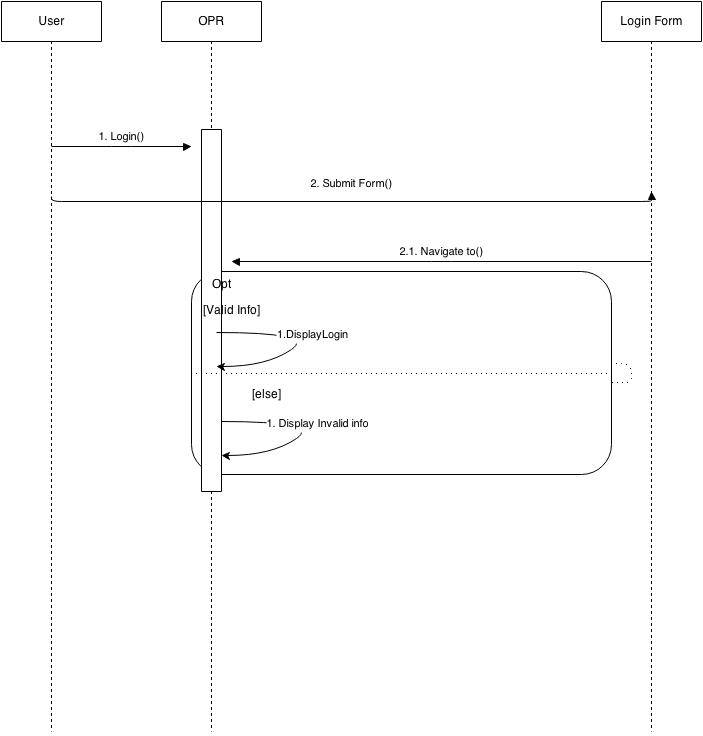 User
OPR
Login Form
1. Login()
2. Submit Form()
2.1. Navigate to()
Opt
[Valid Info]
1.DisplayLogin
[else]
1. Display Invalid info